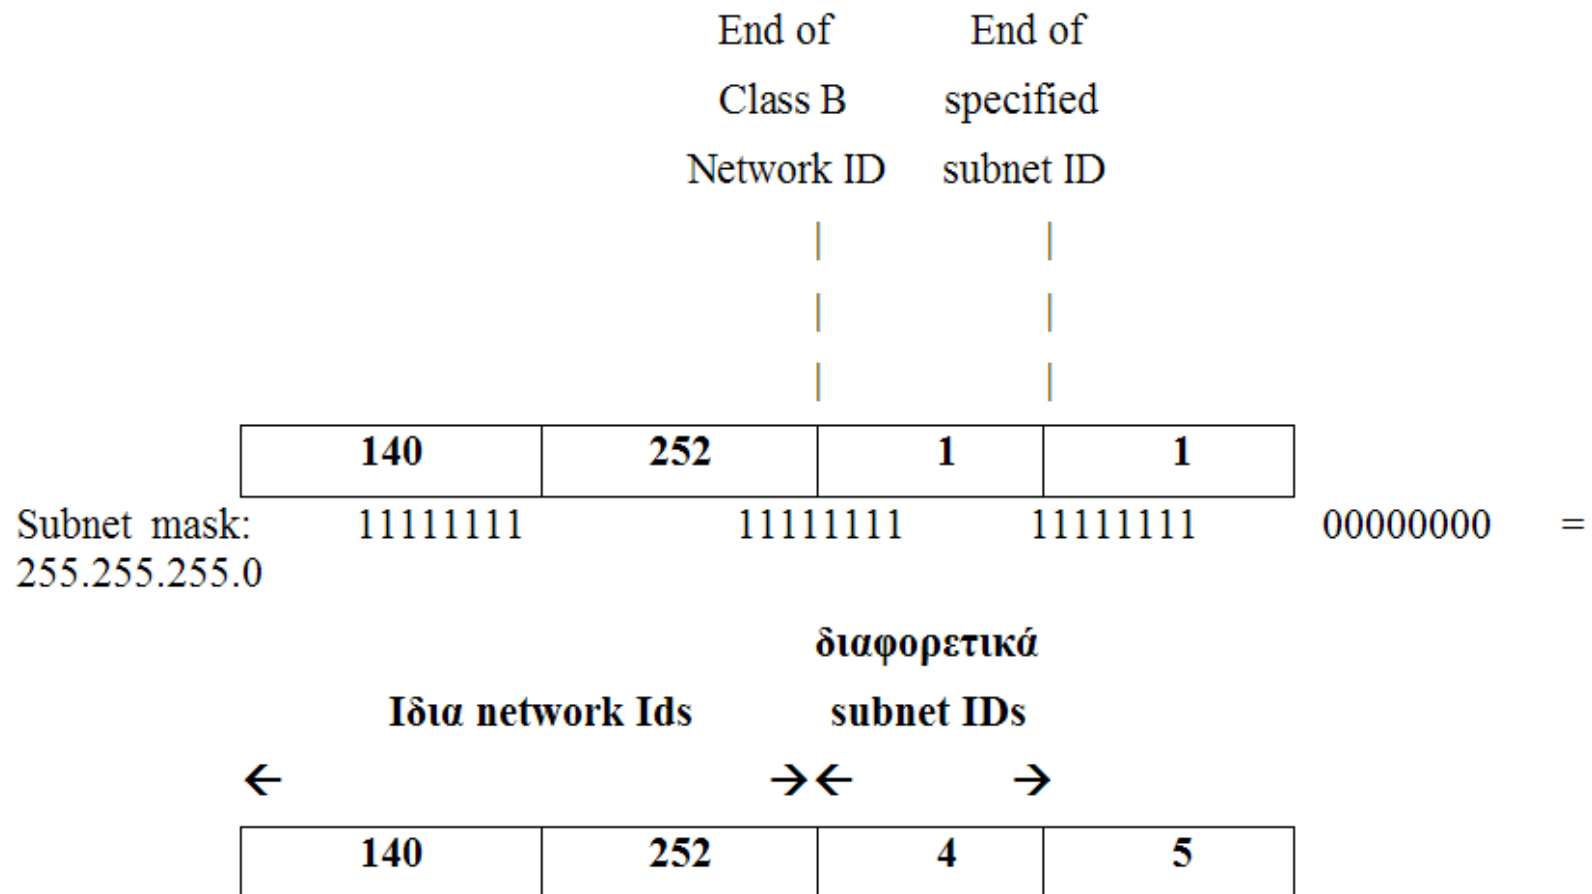 End of End of
Class B specified
Network ID subnet ID
| |
| |
| |
140 252 1 1
Subnet mask: 11111111 11111111 11111111 00000000 =
255.255.255.0
διαφορετικά
Ιδια network Ids subnet IDs
← →← →
140 252 4 5